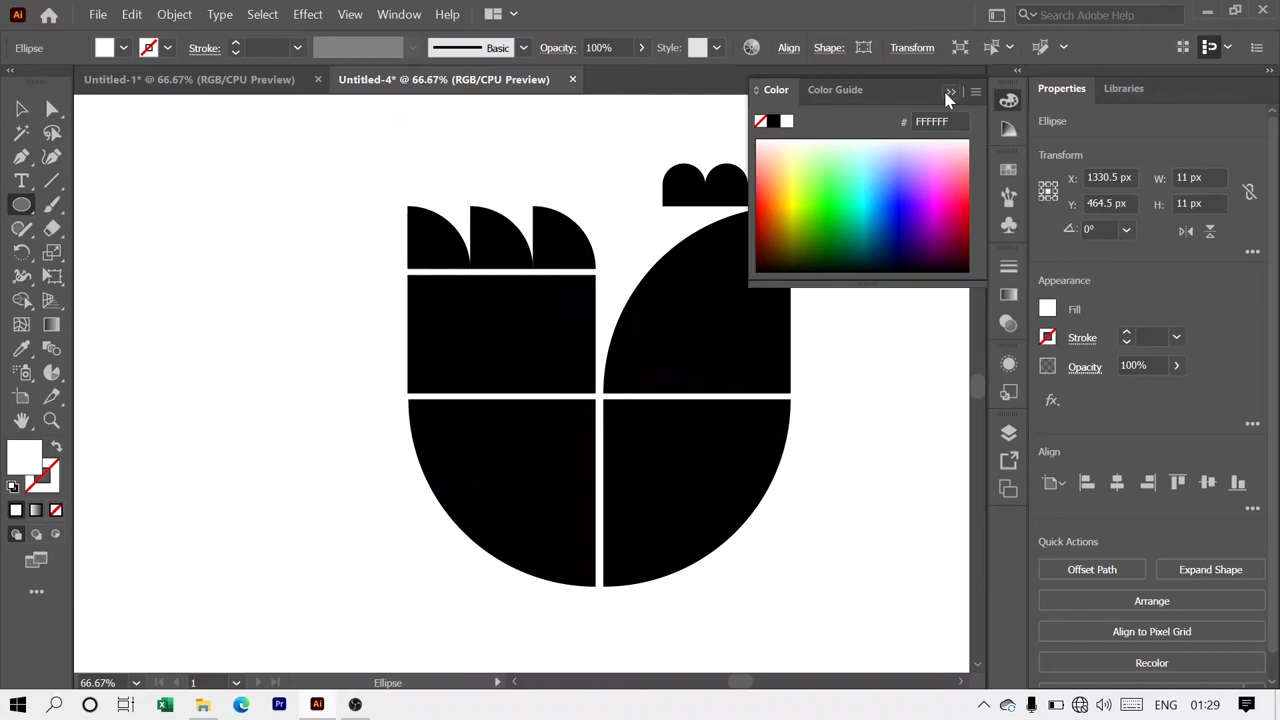 Ai File Edit Object Type Select Effect View Window Help Search Adobe Help
Ellipse Stroke: Basic Opacity: 100% Style: Align Shape: Transform
Untitled-1* @ 66.67% (RGB/CPU Preview) × Untitled-4* @ 66.67% (RGB/CPU Preview) ×
Color Color Guide
# FFFFFF
Properties Libraries
Ellipse
Transform
X: 1330.5 px W: 11 px
Y: 464.5 px H: 11 px
0°
Appearance
Fill
Stroke
Opacity 100%
fx.
Align
Quick Actions
Offset Path Expand Shape
Arrange
Align to Pixel Grid
Recolor
66.67% 1 Ellipse
Pr Ai ENG 01:29